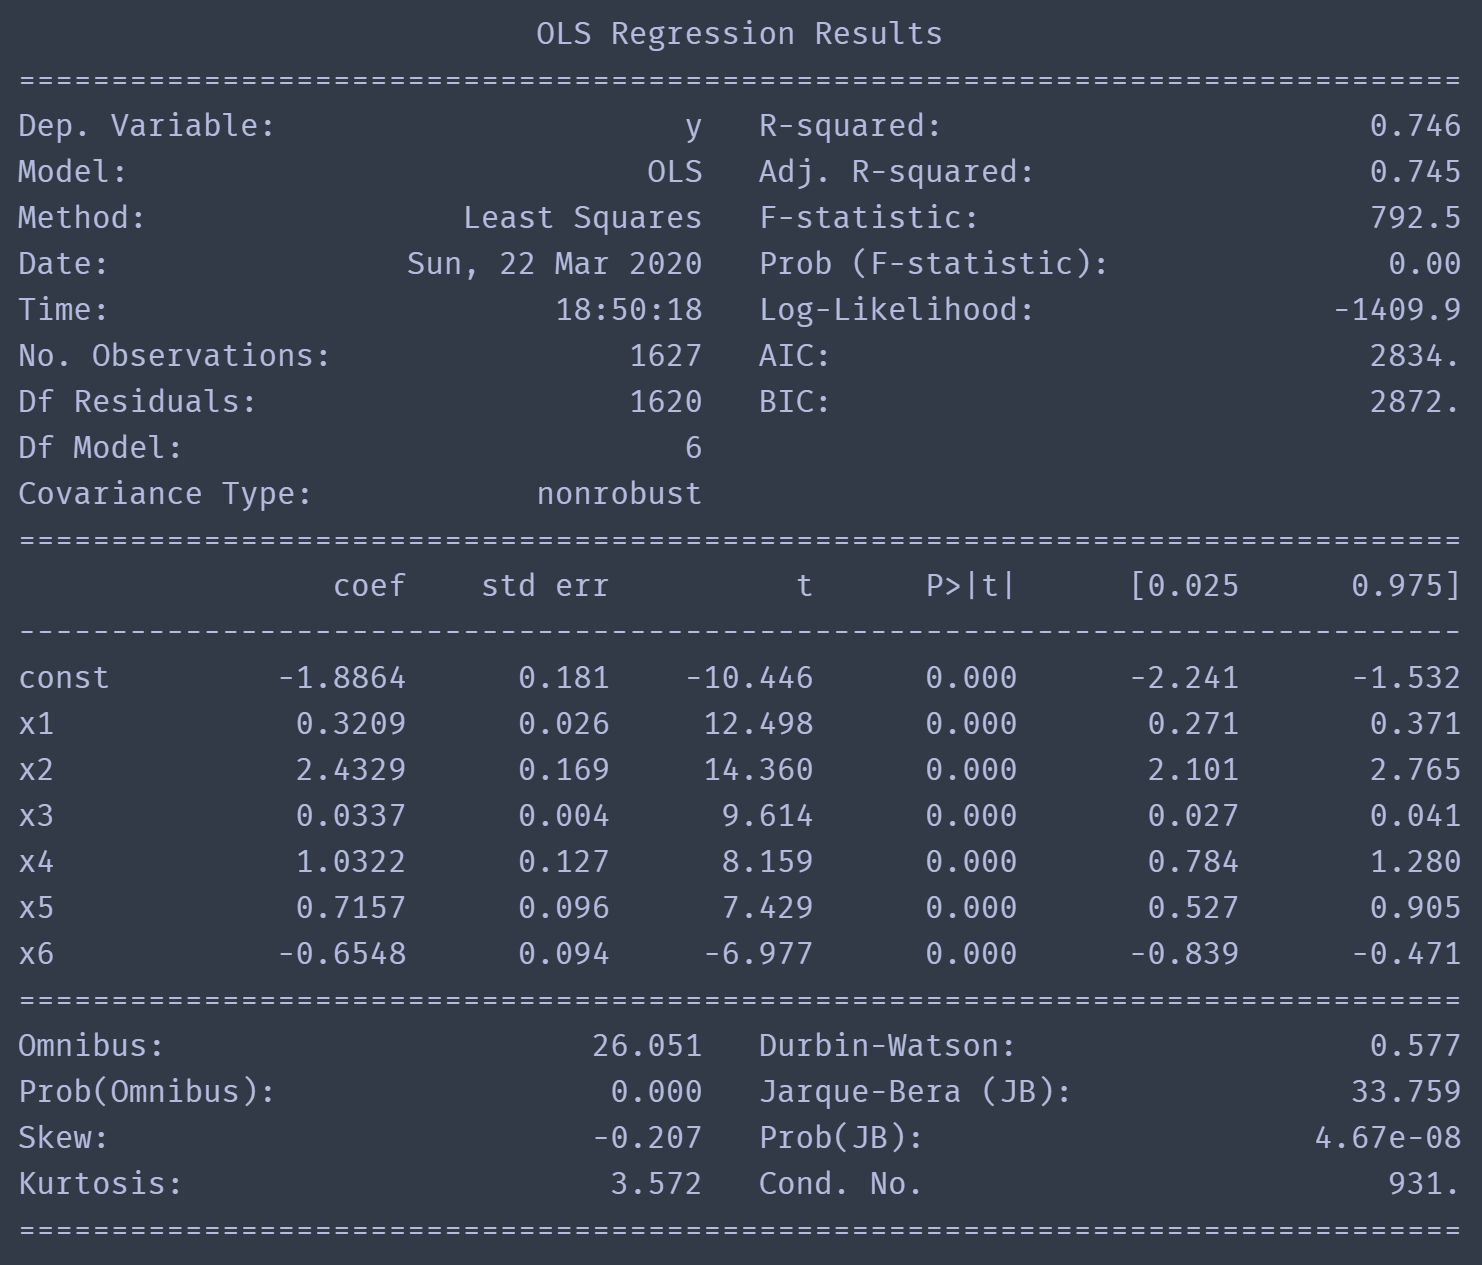 OLS Regression Results
==============================================================================
Dep. Variable:                      y   R-squared:                       0.746
Model:                            OLS   Adj. R-squared:                  0.745
Method:                 Least Squares   F-statistic:                     792.5
Date:                Sun, 22 Mar 2020   Prob (F-statistic):               0.00
Time:                        18:50:18   Log-Likelihood:                -1409.9
No. Observations:                1627   AIC:                             2834.
Df Residuals:                    1620   BIC:                             2872.
Df Model:                           6
Covariance Type:            nonrobust
==============================================================================
                 coef    std err          t      P>|t|      [0.025      0.975]
------------------------------------------------------------------------------
const         -1.8864      0.181    -10.446      0.000      -2.241      -1.532
x1             0.3209      0.026     12.498      0.000       0.271       0.371
x2             2.4329      0.169     14.360      0.000       2.101       2.765
x3             0.0337      0.004      9.614      0.000       0.027       0.041
x4             1.0322      0.127      8.159      0.000       0.784       1.280
x5             0.7157      0.096      7.429      0.000       0.527       0.905
x6            -0.6548      0.094     -6.977      0.000      -0.839      -0.471
==============================================================================
Omnibus:                       26.051   Durbin-Watson:                   0.577
Prob(Omnibus):                  0.000   Jarque-Bera (JB):               33.759
Skew:                          -0.207   Prob(JB):                     4.67e-08
Kurtosis:                       3.572   Cond. No.                         931.
==============================================================================